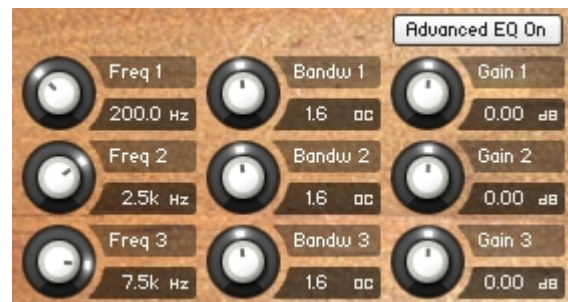 Advanced EQ On
Freq 1 Bandw 1 Gain 1
200.0 Hz 1.6 OC 0.00 dB
Freq 2 Bandw 2 Gain 2
2.5k Hz 1.6 OC 0.00 dB
Freq 3 Bandw 3 Gain 3
7.5k Hz 1.6 OC 0.00 dB